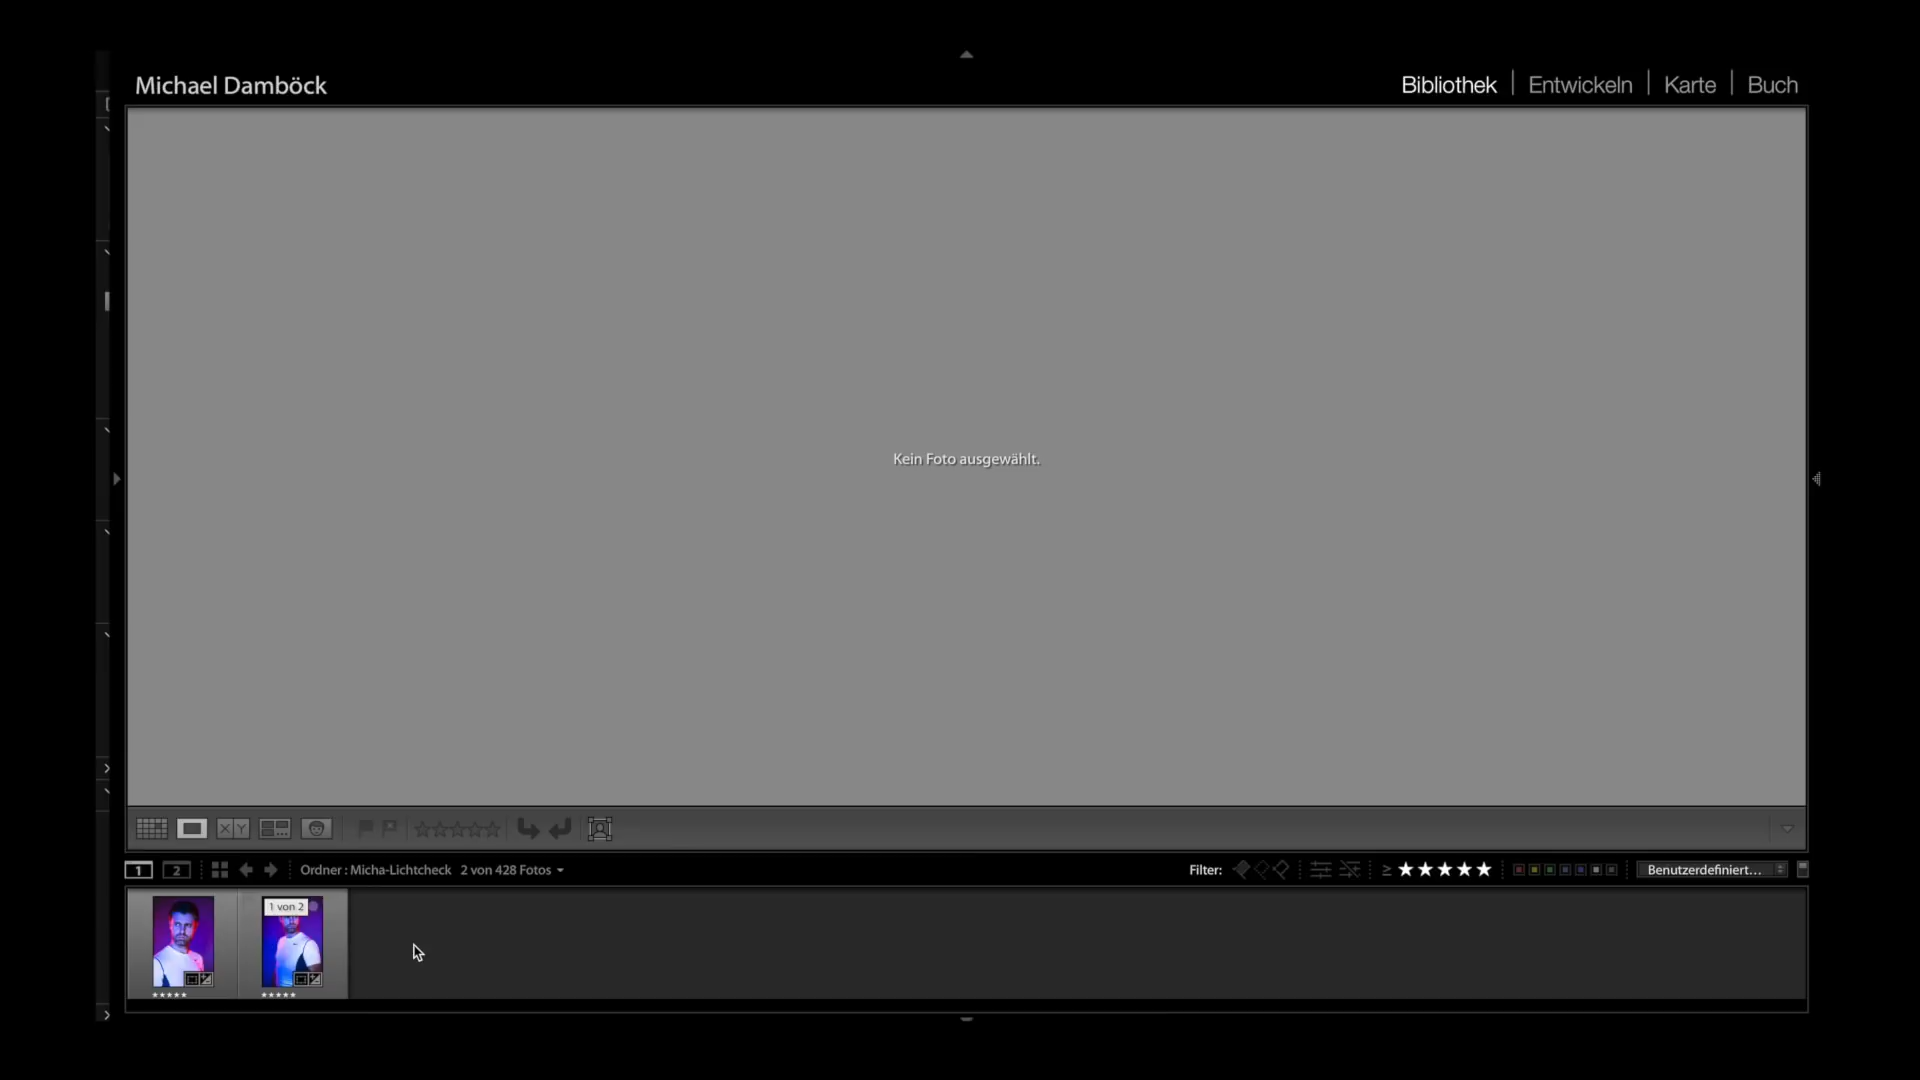 Michael Damböck
Bibliothek | Entwickeln | Karte | Buch
Kein Foto ausgewählt.
X Y
1 2 Ordner : Micha-Lichtcheck 2 von 428 Fotos Filter: ≥ ★★★★★ Benutzerdefiniert...
1 von 2
★★★★★ ★★★★★